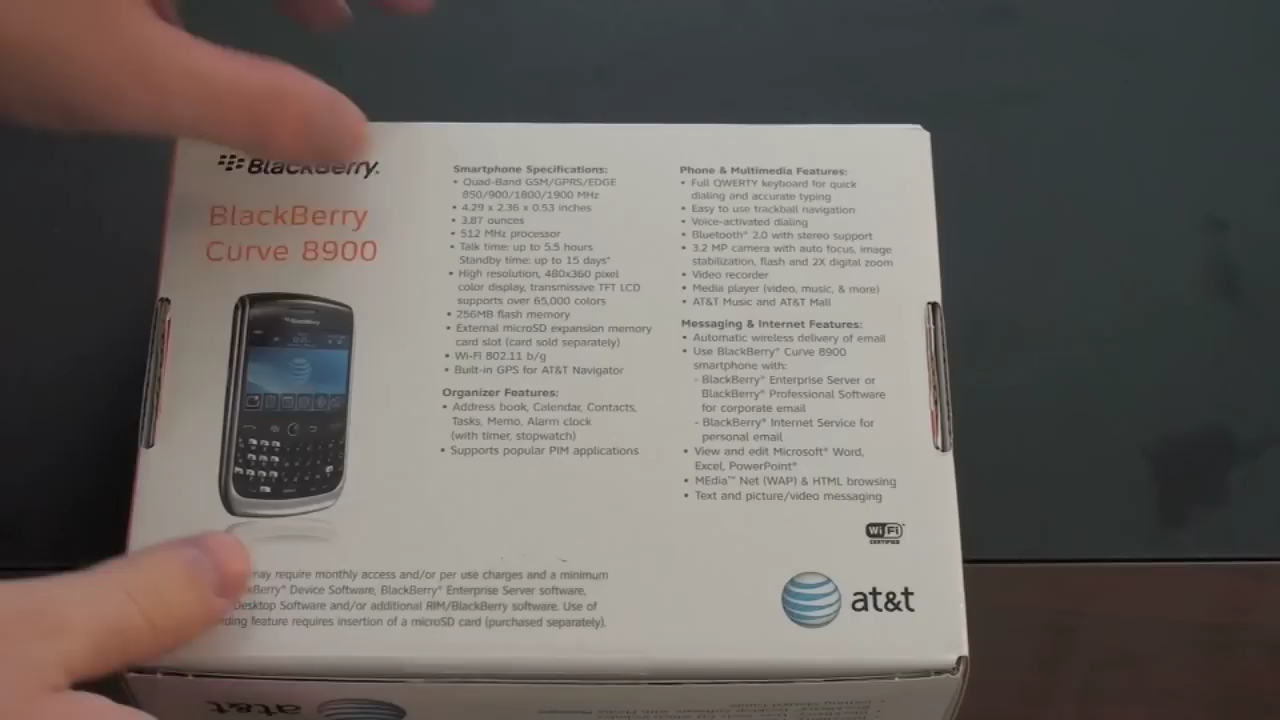 BlackBerry.
BlackBerry
Curve 8900
Smartphone Specifications:
• Quad-Band GSM/GPRS/EDGE
850/900/1800/1900 MHz
• 4.29 x 2.36 x 0.53 inches
• 3.87 ounces
• 512 MHz processor
• Talk time: up to 5.5 hours
Standby time: up to 15 days*
• High resolution, 480x360 pixel
color display, transmissive TFT LCD
supports over 65,000 colors
• 256MB flash memory
• External microSD expansion memory
card slot (card sold separately)
• Wi-Fi 802.11 b/g
• Built-in GPS for AT&T Navigator
Organizer Features:
• Address book, Calendar, Contacts,
Tasks, Memo, Alarm clock
(with timer, stopwatch)
• Supports popular PIM applications
Phone & Multimedia Features:
• Full QWERTY keyboard for quick
dialing and accurate typing
• Easy to use trackball navigation
• Voice-activated dialing
• Bluetooth® 2.0 with stereo support
• 3.2 MP camera with auto focus, image
stabilization, flash and 2X digital zoom
• Video recorder
• Media player (video, music, & more)
• AT&T Music and AT&T Mall
Messaging & Internet Features:
• Automatic wireless delivery of email
• Use BlackBerry® Curve 8900
smartphone with:
- BlackBerry® Enterprise Server or
BlackBerry® Professional Software
for corporate email
- BlackBerry® Internet Service for
personal email
• View and edit Microsoft® Word,
Excel, PowerPoint®
• MEdia™ Net (WAP) & HTML browsing
• Text and picture/video messaging
Wi Fi
CERTIFIED
may require monthly access and/or per use charges and a minimum
Berry® Device Software, BlackBerry® Enterprise Server software,
Desktop Software and/or additional RIM/BlackBerry software. Use of
ding feature requires insertion of a microSD card (purchased separately).
at&t
at&t